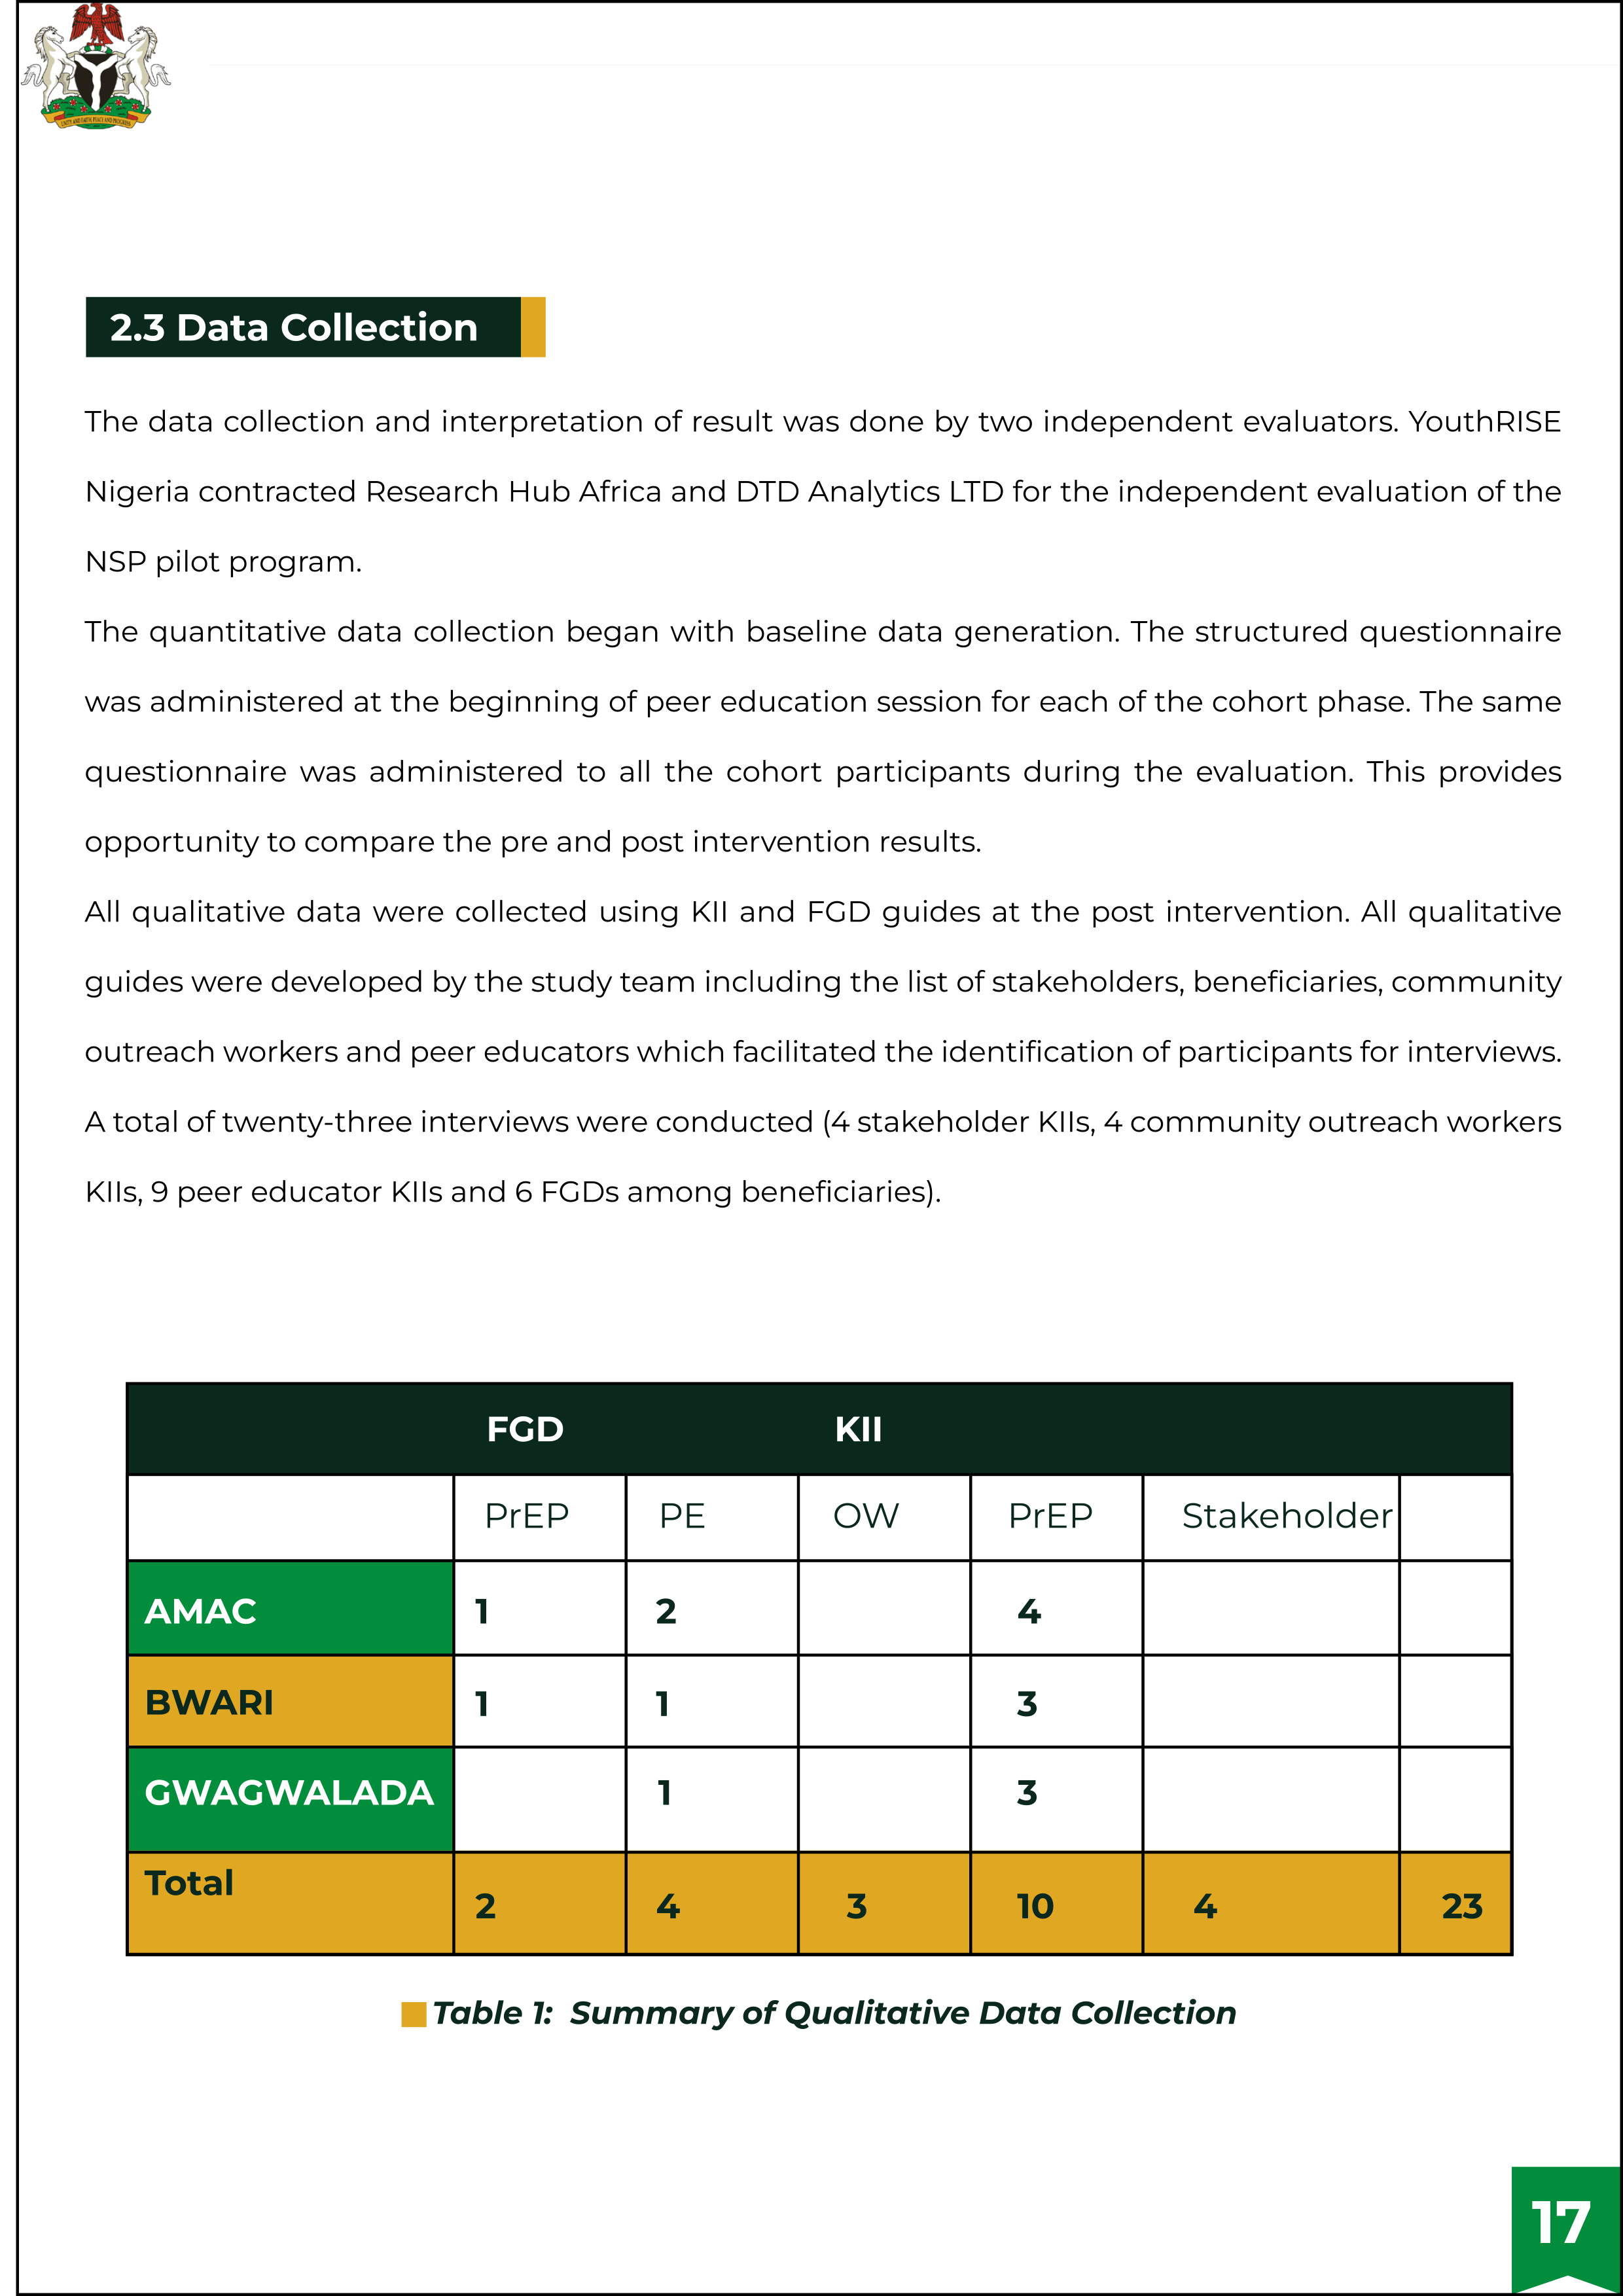 2.3 Data Collection
The data collection and interpretation of result was done by two independent evaluators. YouthRISE
Nigeria contracted Research Hub Africa and DTD Analytics LTD for the independent evaluation of the
NSP pilot program.
The quantitative data collection began with baseline data generation. The structured questionnaire
was administered at the beginning of peer education session for each of the cohort phase. The same
questionnaire was administered to all the cohort participants during the evaluation. This provides
opportunity to compare the pre and post intervention results.
All qualitative data were collected using KII and FGD guides at the post intervention. All qualitative
guides were developed by the study team including the list of stakeholders, beneficiaries, community
outreach workers and peer educators which facilitated the identification of participants for interviews.
A total of twenty-three interviews were conducted (4 stakeholder KIIs, 4 community outreach workers
KIIs, 9 peer educator KIIs and 6 FGDs among beneficiaries).
FGD KII
PrEP PE OW PrEP Stakeholder
AMAC 1 2 4
BWARI 1 1 3
GWAGWALADA 1 3
Total 2 4 3 10 4 23
Table 1: Summary of Qualitative Data Collection
17